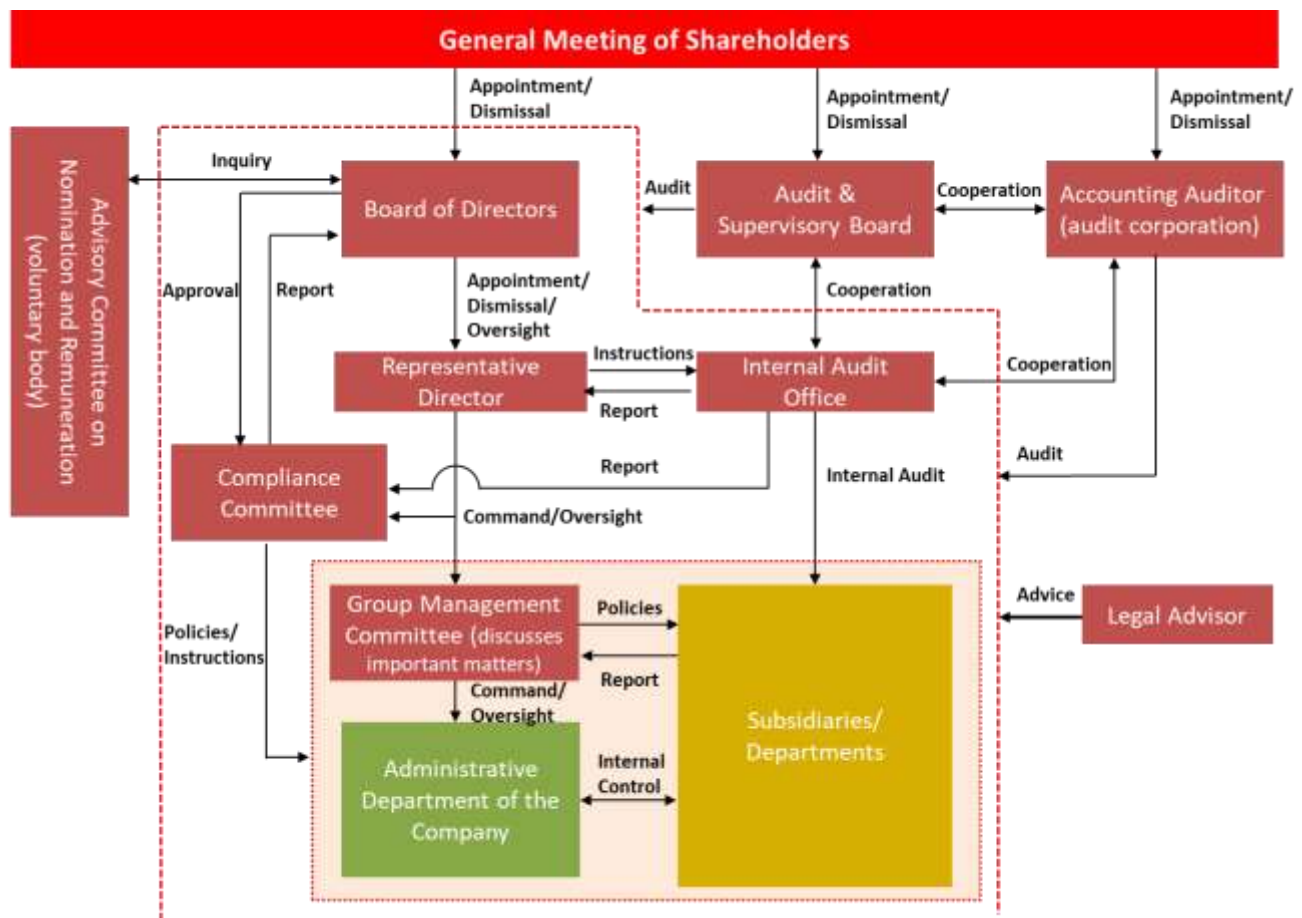 General Meeting of Shareholders
Appointment/
Dismissal
Appointment/
Dismissal
Appointment/
Dismissal
Advisory Committee on
Nomination and Remuneration
(voluntary body)
Inquiry
Board of Directors
Audit
Audit &
Supervisory Board
Cooperation
Accounting Auditor
(audit corporation)
Approval
Report
Appointment/
Dismissal/
Oversight
Cooperation
Representative
Director
Instructions
Report
Internal Audit
Office
Cooperation
Compliance
Committee
Report
Internal Audit
Audit
Command/Oversight
Policies/
Instructions
Group Management
Committee (discusses
important matters)
Policies
Report
Advice
Legal Advisor
Command/
Oversight
Subsidiaries/
Departments
Administrative
Department of the
Company
Internal
Control